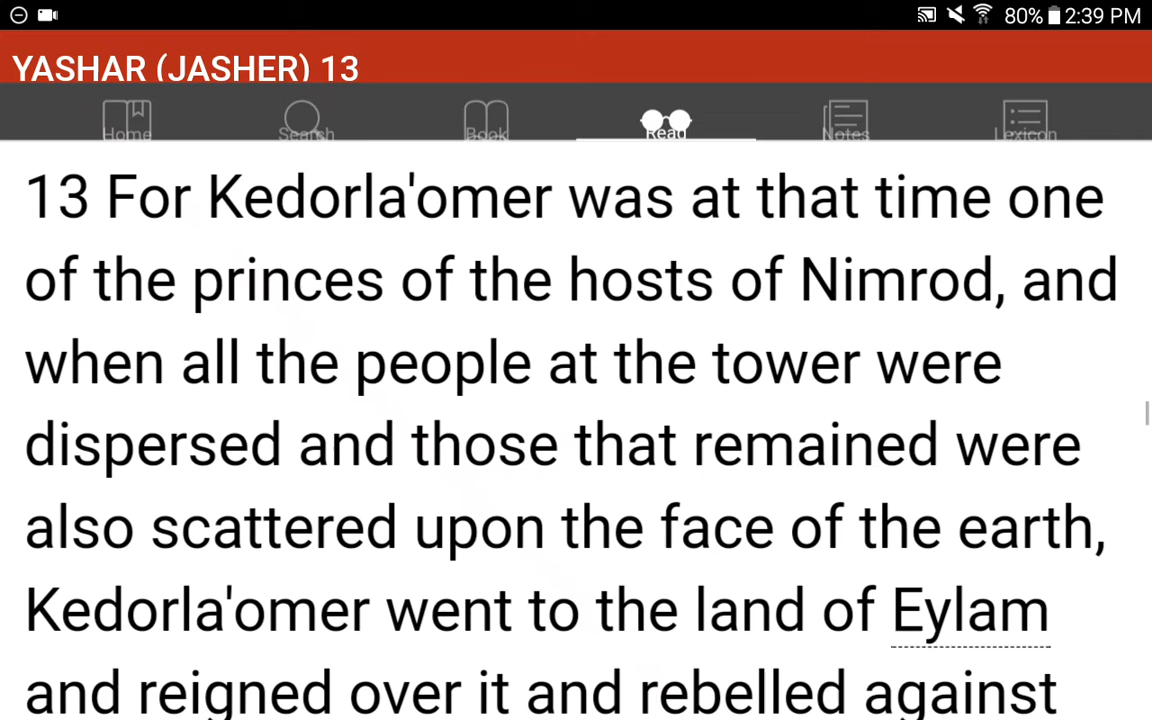 80% 2:39 PM
YASHAR (JASHER) 13
Home Search Book Read Notes Lexicon
13 For Kedorla'omer was at that time one
of the princes of the hosts of Nimrod, and
when all the people at the tower were
dispersed and those that remained were
also scattered upon the face of the earth,
Kedorla'omer went to the land of Eylam
and reigned over it and rebelled against